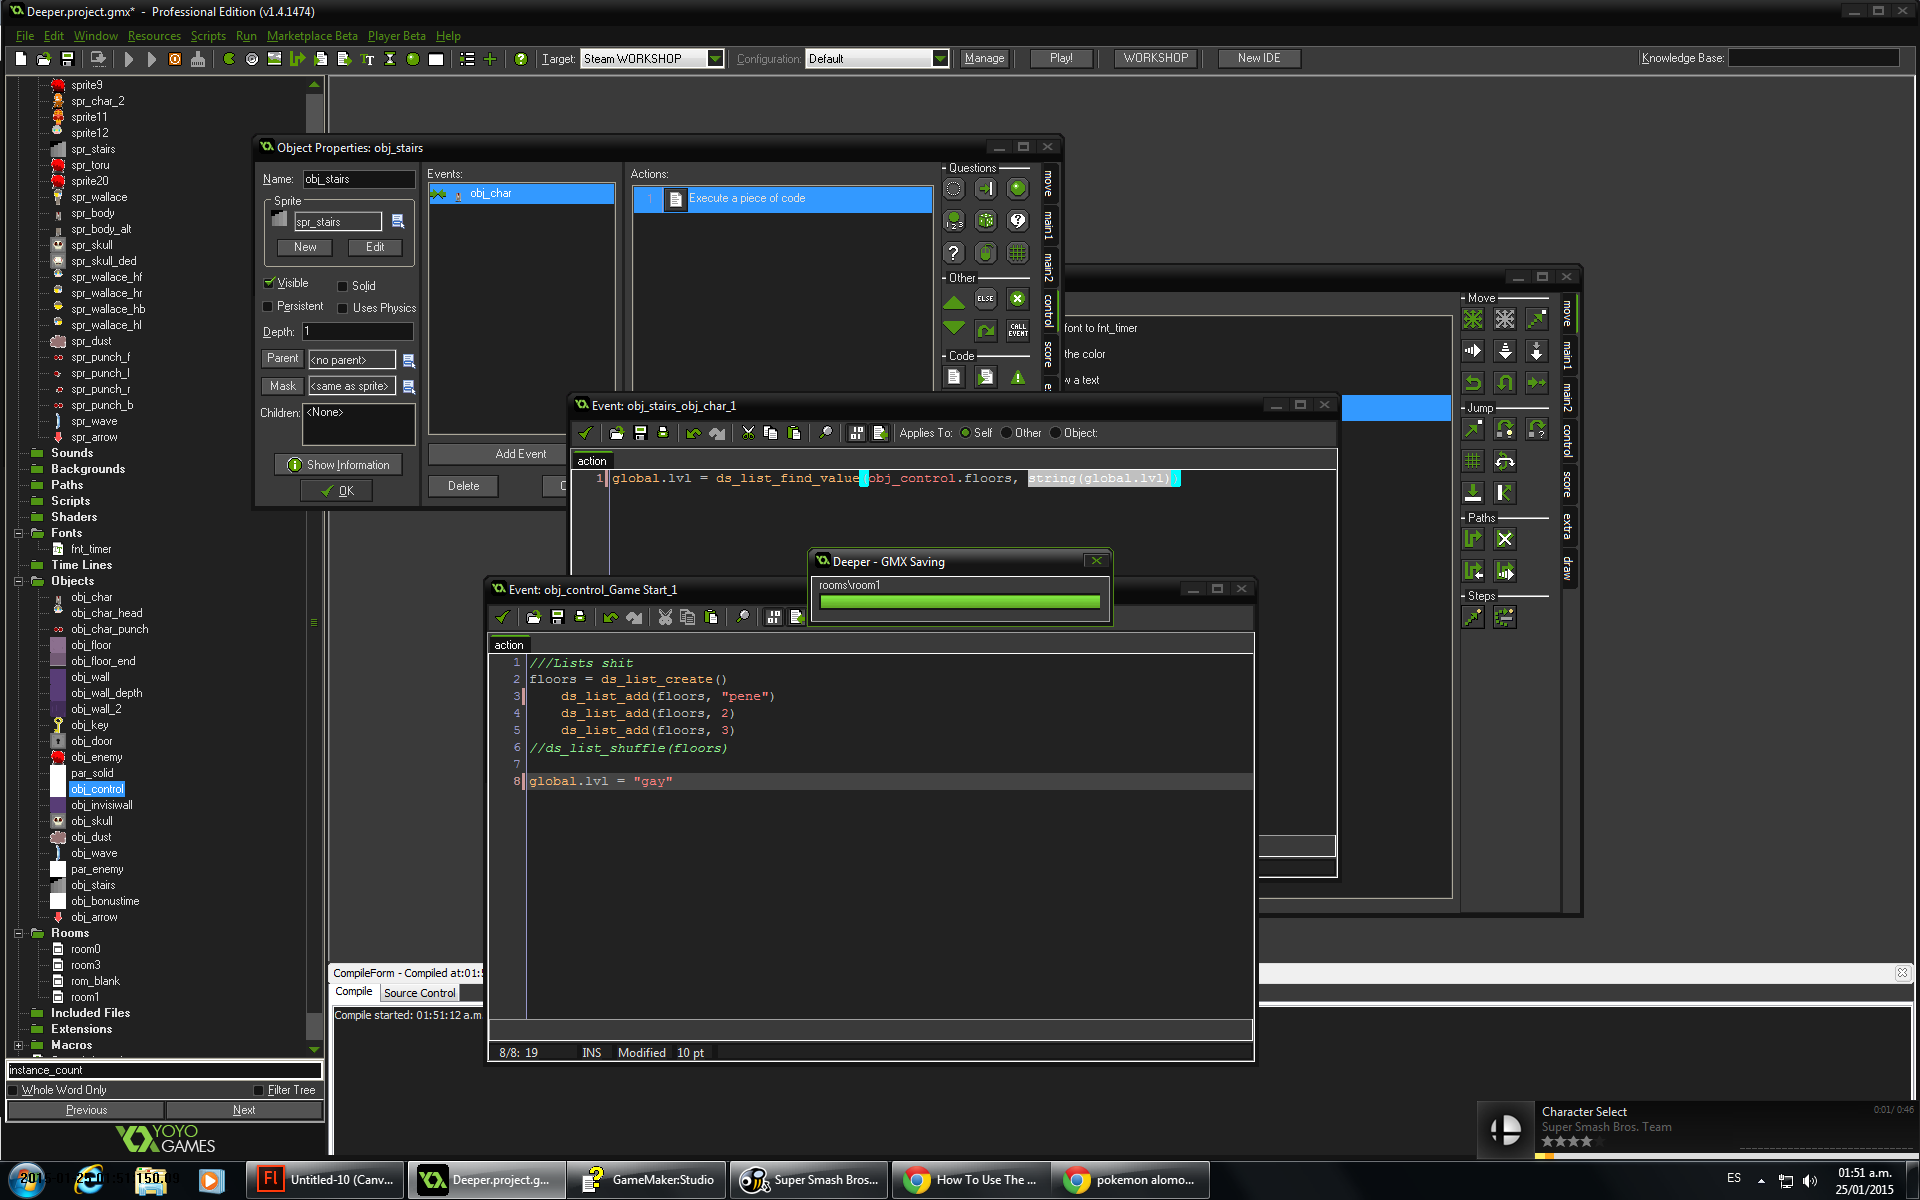 Deeper.project.gmx* - Professional Edition (v1.4.1474)
File Edit Window Resources Scripts Run Marketplace Beta Player Beta Help
Target: Steam WORKSHOP Configuration: Default Manage Play! WORKSHOP New IDE Knowledge Base:
sprite9
spr_char_2
sprite11
sprite12
spr_stairs
spr_toru
sprite20
spr_wallace
spr_body
spr_body_alt
spr_skull
spr_skull_ded
spr_wallace_hf
spr_wallace_hr
spr_wallace_hb
spr_wallace_hl
spr_dust
spr_punch_f
spr_punch_l
spr_punch_r
spr_punch_b
spr_wave
spr_arrow
Sounds
Backgrounds
Paths
Scripts
Shaders
Fonts
fnt_timer
Time Lines
Objects
obj_char
obj_char_head
obj_char_punch
obj_floor
obj_floor_end
obj_wall
obj_wall_depth
obj_wall_2
obj_key
obj_door
obj_enemy
par_solid
obj_control
obj_invisiwall
obj_skull
obj_dust
obj_wave
par_enemy
obj_stairs
obj_bonustime
obj_arrow
Rooms
room0
room3
rom_blank
room1
Included Files
Extensions
Macros
instance_count
Whole Word Only Filter Tree
Previous Next
YOYO
GAMES
Object Properties: obj_stairs
Name: obj_stairs
Sprite
spr_stairs
New Edit
Visible Solid
Persistent Uses Physics
Depth: 1
Parent <no parent>
Mask <same as sprite>
Children: <None>
Show Information
OK
Events:
obj_char
Add Event
Delete
Actions:
1 Execute a piece of code
Questions
Other
ELSE
CALL EVENT
Code
move
main1
main2
control
score
font to fnt_timer
the color
w a text
Move
Jump
Paths
Steps
move
main1
main2
control
score
extra
draw
Event: obj_stairs_obj_char_1
Applies To: Self Other Object:
action
1 global.lvl = ds_list_find_value(obj_control.floors, string(global.lvl))
Deeper - GMX Saving
rooms\room1
Event: obj_control_Game Start_1
action
1 ///Lists shit
2 floors = ds_list_create()
3 ds_list_add(floors, "pene")
4 ds_list_add(floors, 2)
5 ds_list_add(floors, 3)
6 //ds_list_shuffle(floors)
7
8 global.lvl = "gay"
8/8: 19 INS Modified 10 pt
CompileForm - Compiled at:01:5
Compile Source Control
Compile started: 01:51:12 a.m.
Character Select 0:01/ 0:46
Super Smash Bros. Team
Untitled-10 (Canv...
Deeper.project.g...
GameMaker:Studio
Super Smash Bros...
How To Use The ...
pokemon alomo...
ES
01:51 a.m.
25/01/2015